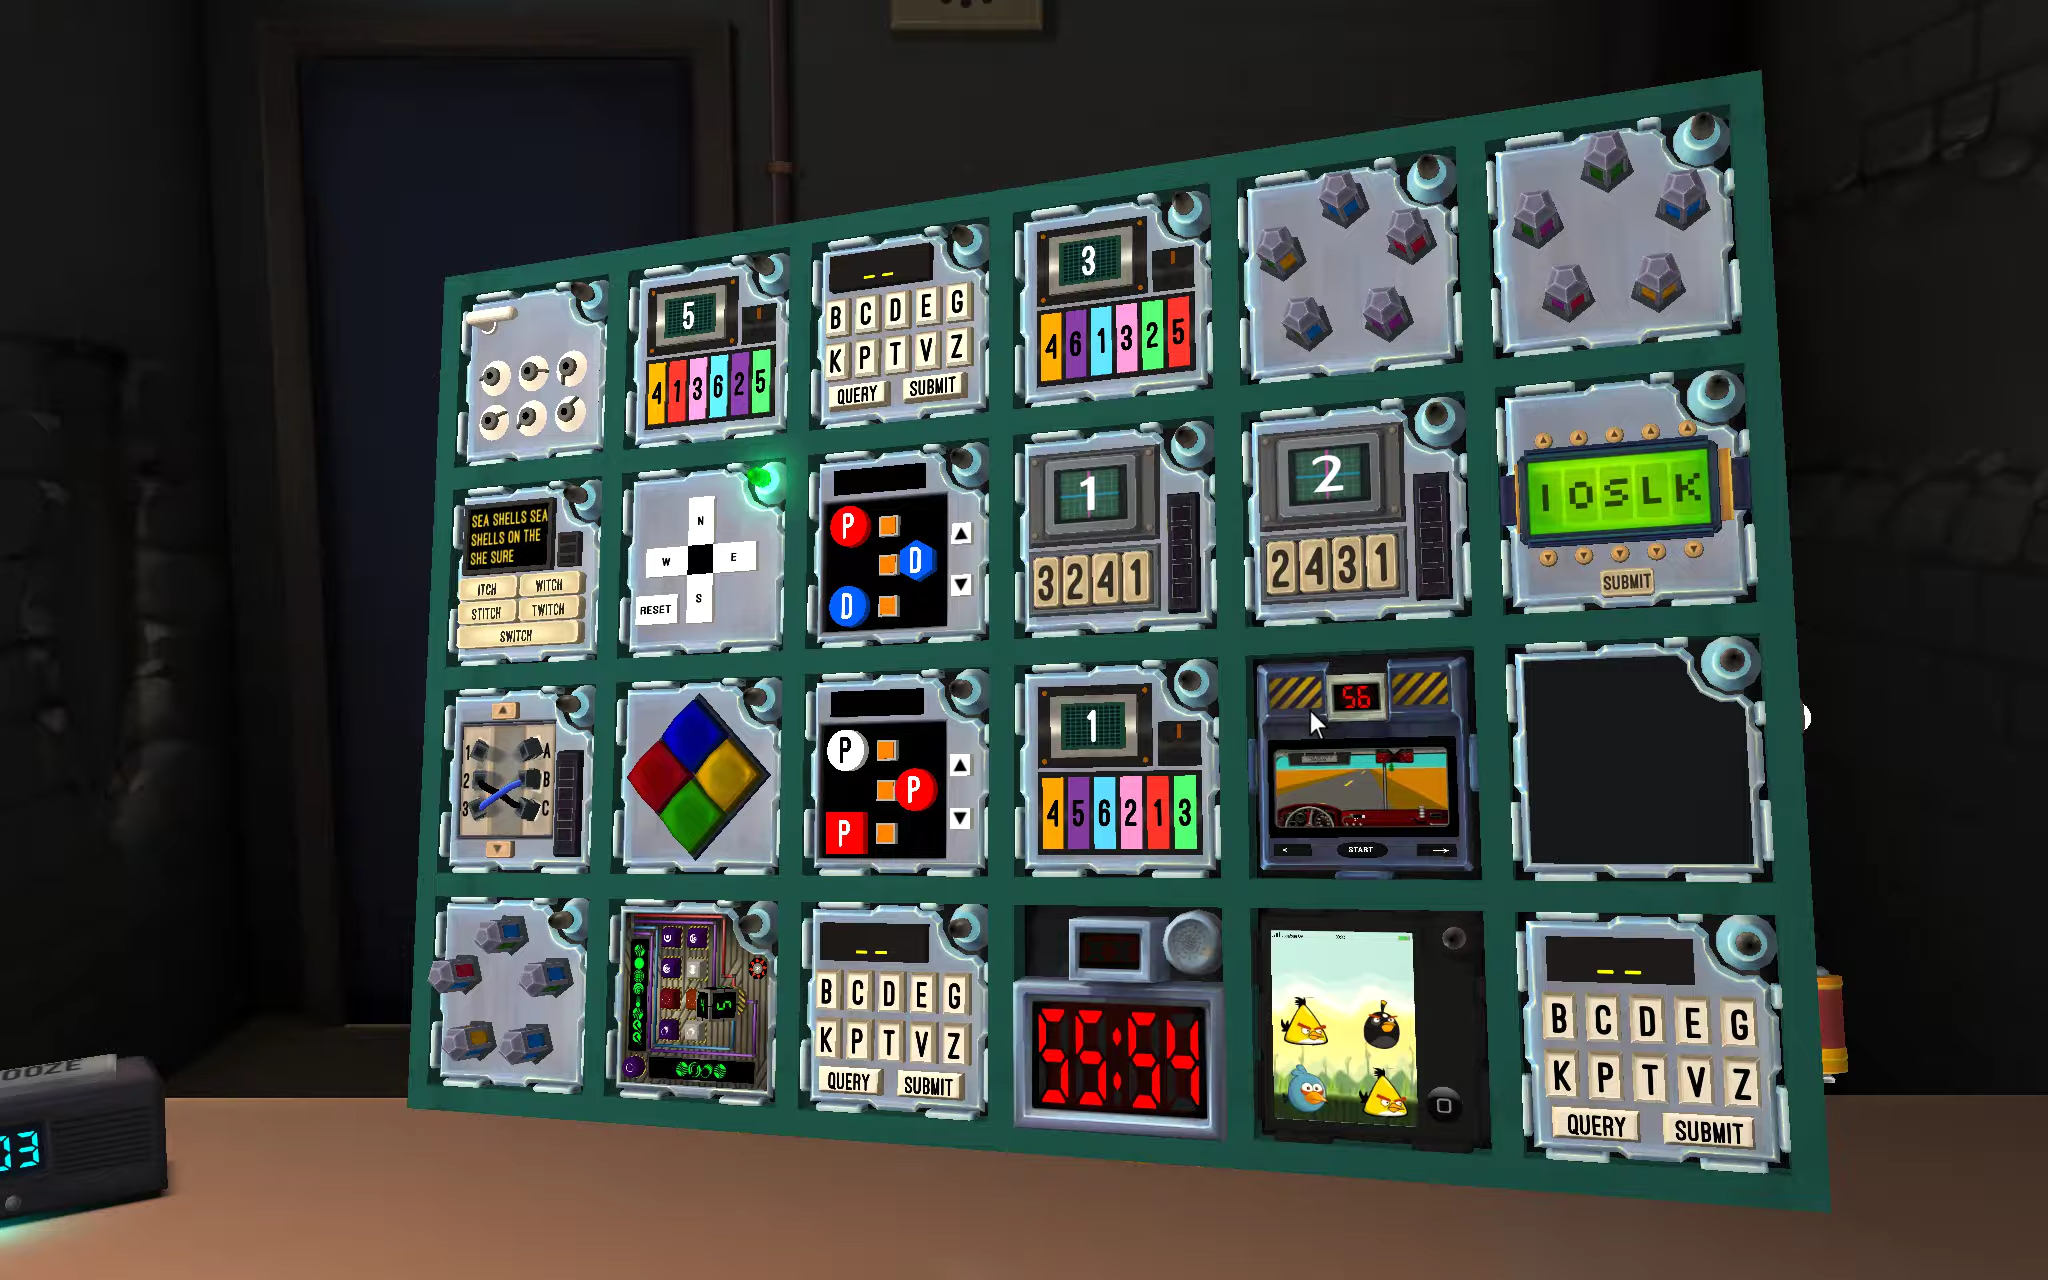 5
4 1 3 6 2 5
B C D E G
K P T V Z
QUERY SUBMIT
3
4 6 1 3 2 5
SEA SHELLS SEA
SHELLS ON THE
SHE SURE
ITCH WITCH
STITCH TWITCH
SWITCH
N
W E
S
RESET
P
D
D
1
3 2 4 1
2
2 4 3 1
I O S L K
SUBMIT
1 A
2 B
3 C
P
P
P
1
4 5 6 2 1 3
56
START
5
B C D E G
K P T V Z
QUERY SUBMIT
55:54
B C D E G
K P T V Z
QUERY SUBMIT
OOZE
03